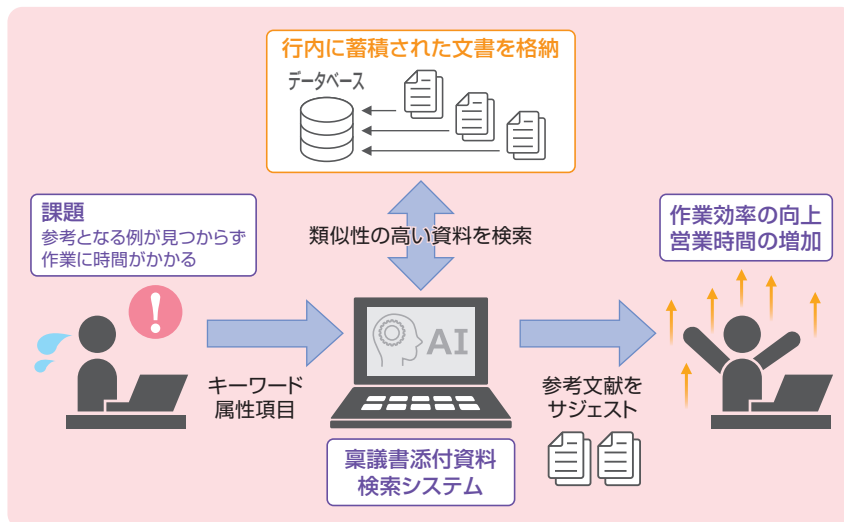 行内に蓄積された文書を格納
データベース
課題
参考となる例が見つからず
作業に時間がかかる
類似性の高い資料を検索
作業効率の向上
営業時間の増加
!
AI
キーワード
属性項目
参考文献を
サジェスト
稟議書添付資料
検索システム